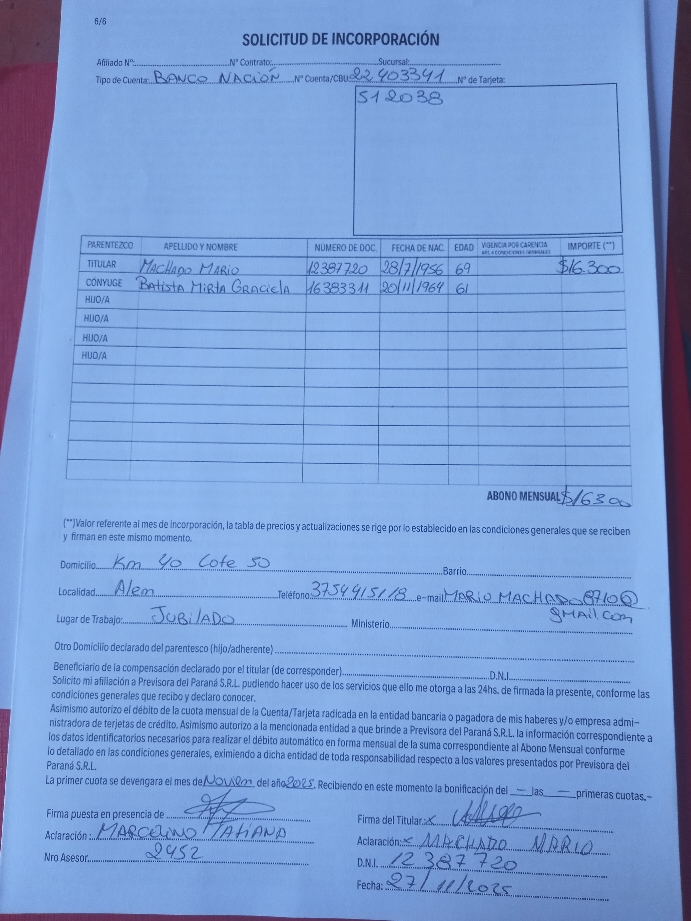 6/6
SOLICITUD DE INCORPORACIÓN
Afiliado Nº: Nº Contrato: Sucursal:
Tipo de Cuenta: BANCO NACIÓN Nº Cuenta/CBU: 22403341 Nº de Tarjeta:
512038
PARENTEZCO APELLIDO Y NOMBRE NÚMERO DE DOC. FECHA DE NAC. EDAD VIGENCIA POR CARENCIA IMPORTE (**)
TITULAR MACHADO MARIO 12387720 28/7/1956 69 $16.300
CÓNYUGE Batista Mirta Graciela 16383311 20/11/1964 61
HIJO/A
HIJO/A
HIJO/A
HIJO/A
ABONO MENSUAL $16300
(**)Valor referente al mes de incorporación, la tabla de precios y actualizaciones se rige por lo establecido en las condiciones generales que se reciben
y firman en este mismo momento.
Domicilio Km 40 Lote 50 Barrio
Localidad Alem Teléfono 3754415118 e-mail MARIO MACHADO8710@
gmail.com
Lugar de Trabajo: JUBILADO Ministerio
Otro Domicilio declarado del parentesco (hijo/adherente)
Beneficiario de la compensación declarado por el titular (de corresponder) D.N.I.
Solicito mi afiliación a Previsora del Paraná S.R.L. pudiendo hacer uso de los servicios que ello me otorga a las 24hs. de firmada la presente, conforme las
condiciones generales que recibo y declaro conocer.
Asimismo autorizo el débito de la cuota mensual de la Cuenta/Tarjeta radicada en la entidad bancaria o pagadora de mis haberes y/o empresa admi-
nistradora de terjetas de crédito. Asimismo autorizo a la mencionada entidad a que brinde a Previsora del Paraná S.R.L. la información correspondiente a
los datos identificatorios necesarios para realizar el débito automático en forma mensual de la suma correspondiente al Abono Mensual conforme
lo detallado en las condiciones generales, eximiendo a dicha entidad de toda responsabilidad respecto a los valores presentados por Previsora del
Paraná S.R.L.
La primer cuota se devengara el mes de Noviem del año 2025. Recibiendo en este momento la bonificación del — las — primeras cuotas.-
Firma puesta en presencia de Firma del Titular: x
Aclaración: MARCELINO TATIANA Aclaración: x MACHADO MARIO
Nro Asesor 2452 D.N.I. 12387720
Fecha: 27/11/2025